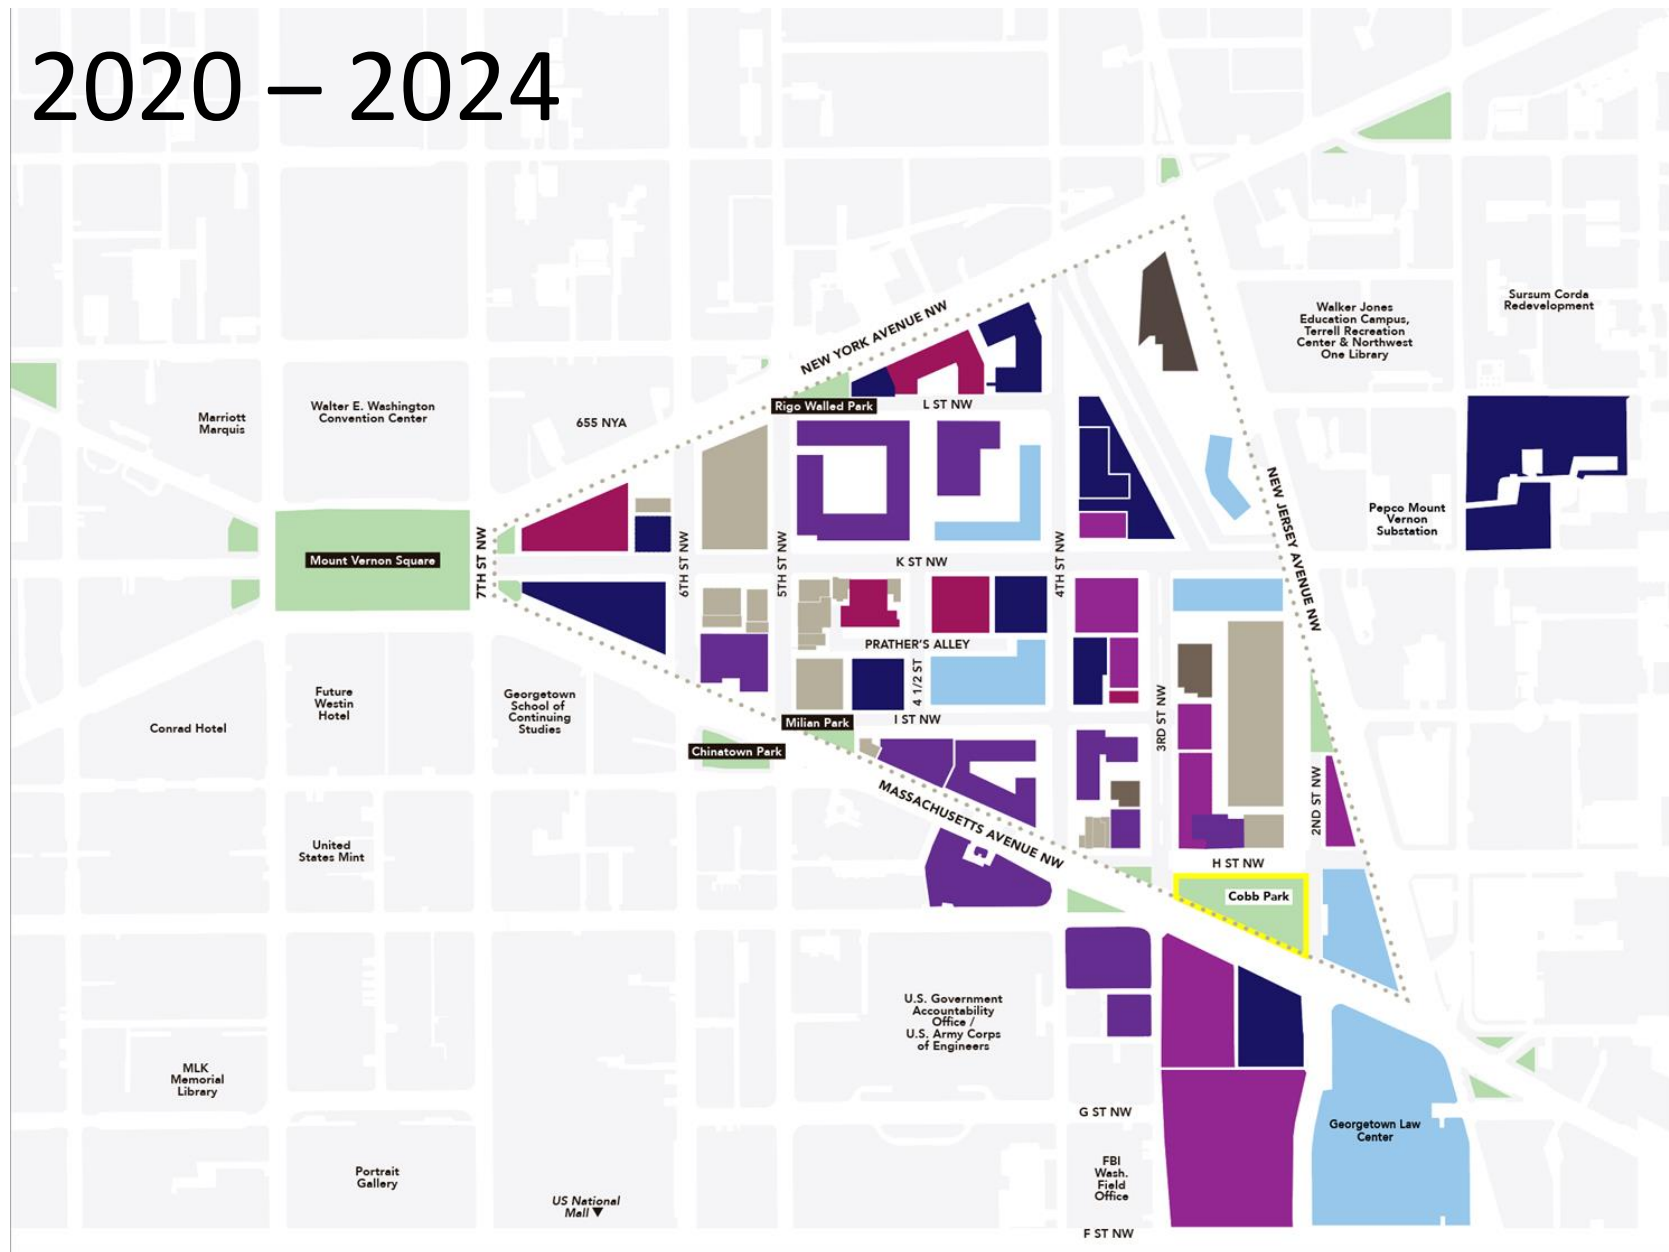 2020 – 2024
NEW YORK AVENUE NW
Rigo Walled Park
L ST NW
Walker Jones
Education Campus,
Terrell Recreation
Center & Northwest
One Library
Sursum Corda
Redevelopment
Marriott
Marquis
Walter E. Washington
Convention Center
655 NYA
Pepco Mount
Vernon
Substation
NEW JERSEY AVENUE NW
Mount Vernon Square
7TH ST NW
6TH ST NW
5TH ST NW
K ST NW
4TH ST NW
PRATHER'S ALLEY
4 1/2 ST
I ST NW
3RD ST NW
2ND ST NW
Conrad Hotel
Future
Westin
Hotel
Georgetown
School of
Continuing
Studies
Milian Park
Chinatown Park
MASSACHUSETTS AVENUE NW
United
States Mint
H ST NW
Cobb Park
U.S. Government
Accountability
Office /
U.S. Army Corps
of Engineers
MLK
Memorial
Library
G ST NW
Georgetown Law
Center
Portrait
Gallery
US National
Mall ▼
FBI
Wash.
Field
Office
F ST NW